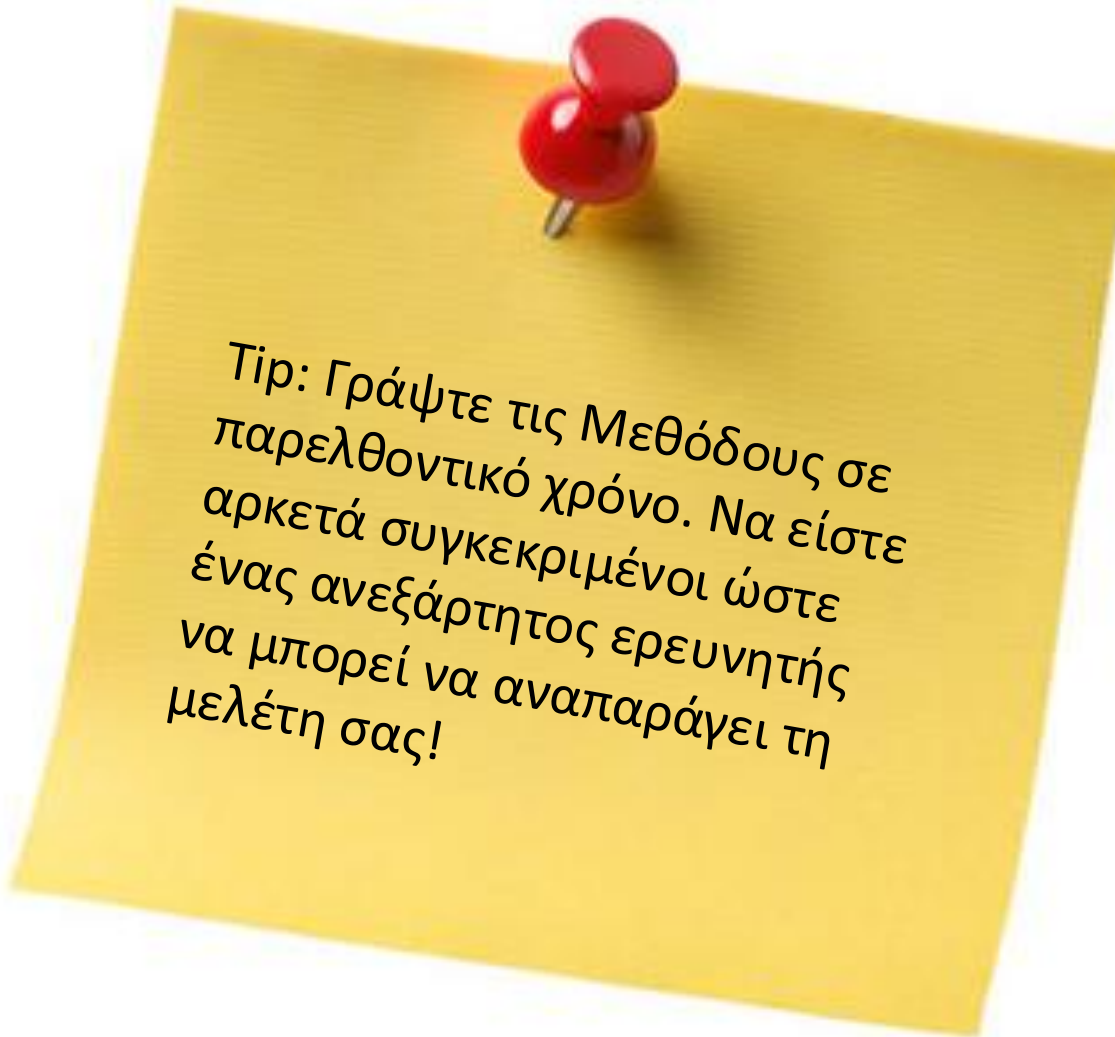 Tip: Γράψτε τις Μεθόδους σε
παρελθοντικό χρόνο. Να είστε
αρκετά συγκεκριμένοι ώστε
ένας ανεξάρτητος ερευνητής
να μπορεί να αναπαράγει τη
μελέτη σας!